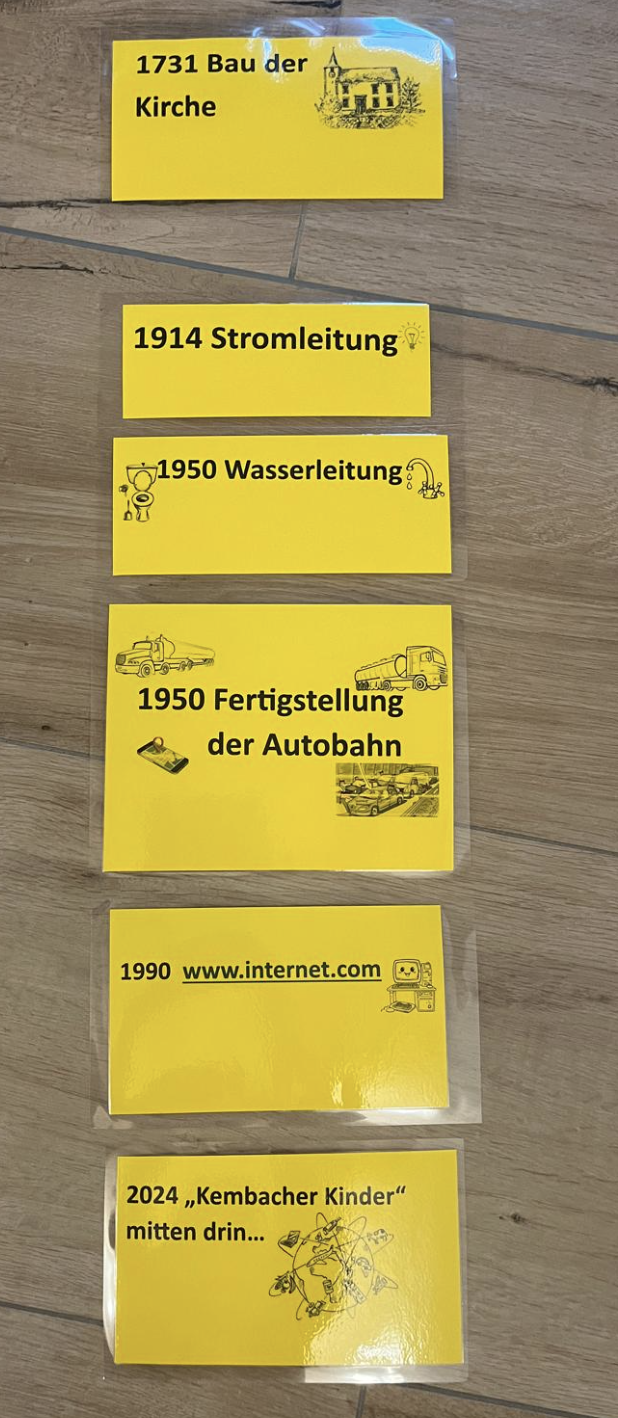 1731 Bau der
Kirche
1914 Stromleitung
1950 Wasserleitung
1950 Fertigstellung
der Autobahn
1990 www.internet.com
2024 „Kembacher Kinder“
mitten drin...